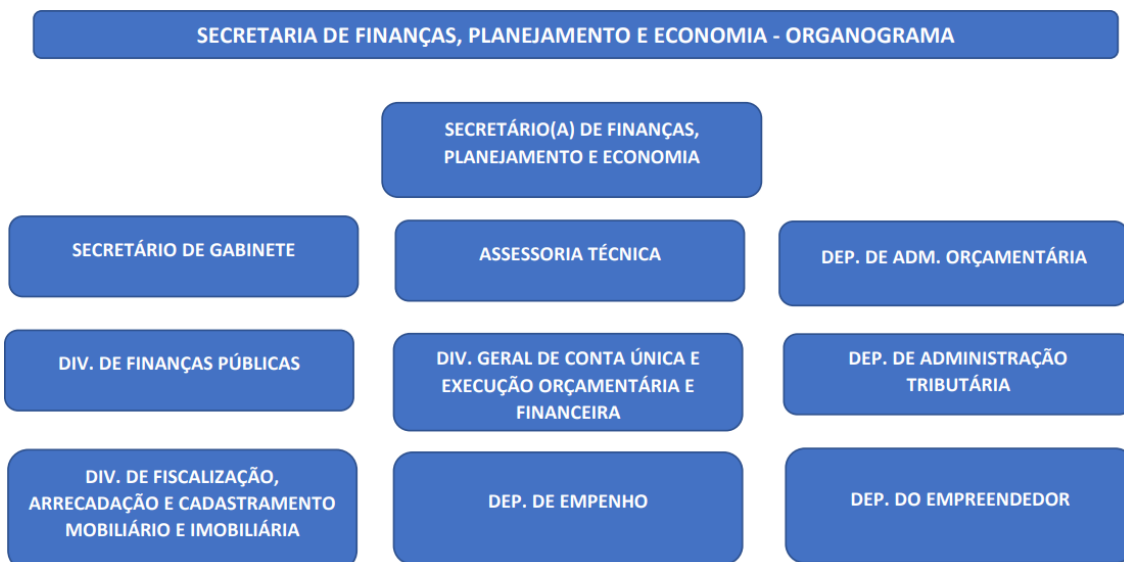 SECRETARIA DE FINANÇAS, PLANEJAMENTO E ECONOMIA - ORGANOGRAMA
SECRETÁRIO(A) DE FINANÇAS,
PLANEJAMENTO E ECONOMIA
SECRETÁRIO DE GABINETE
ASSESSORIA TÉCNICA
DEP. DE ADM. ORÇAMENTÁRIA
DIV. DE FINANÇAS PÚBLICAS
DIV. GERAL DE CONTA ÚNICA E
EXECUÇÃO ORÇAMENTÁRIA E
FINANCEIRA
DEP. DE ADMINISTRAÇÃO
TRIBUTÁRIA
DIV. DE FISCALIZAÇÃO,
ARRECADAÇÃO E CADASTRAMENTO
MOBILIÁRIO E IMOBILIÁRIA
DEP. DE EMPENHO
DEP. DO EMPREENDEDOR